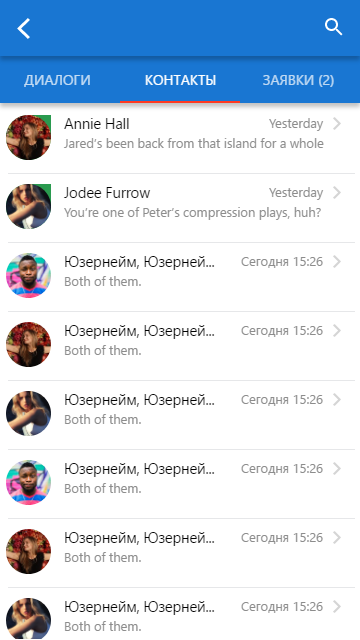 ДИАЛОГИ КОНТАКТЫ ЗАЯВКИ (2)
Annie Hall Yesterday
Jared's been back from that island for a whole
Jodee Furrow Yesterday
You're one of Peter's compression plays, huh?
Юзернейм, Юзерней... Сегодня 15:26
Both of them.
Юзернейм, Юзерней... Сегодня 15:26
Both of them.
Юзернейм, Юзерней... Сегодня 15:26
Both of them.
Юзернейм, Юзерней... Сегодня 15:26
Both of them.
Юзернейм, Юзерней... Сегодня 15:26
Both of them.
Юзернейм, Юзерней... Сегодня 15:26
Both of them.